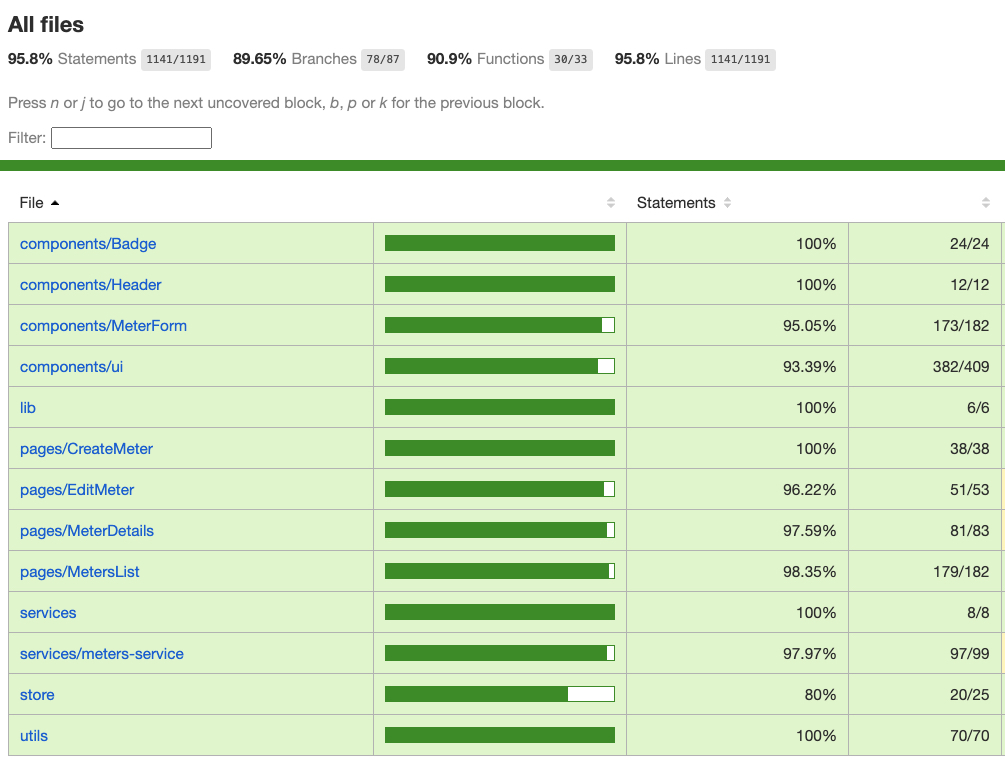 All files
95.8% Statements 1141/1191 89.65% Branches 78/87 90.9% Functions 30/33 95.8% Lines 1141/1191
Press n or j to go to the next uncovered block, b, p or k for the previous block.
Filter:
File Statements
components/Badge 100% 24/24
components/Header 100% 12/12
components/MeterForm 95.05% 173/182
components/ui 93.39% 382/409
lib 100% 6/6
pages/CreateMeter 100% 38/38
pages/EditMeter 96.22% 51/53
pages/MeterDetails 97.59% 81/83
pages/MetersList 98.35% 179/182
services 100% 8/8
services/meters-service 97.97% 97/99
store 80% 20/25
utils 100% 70/70